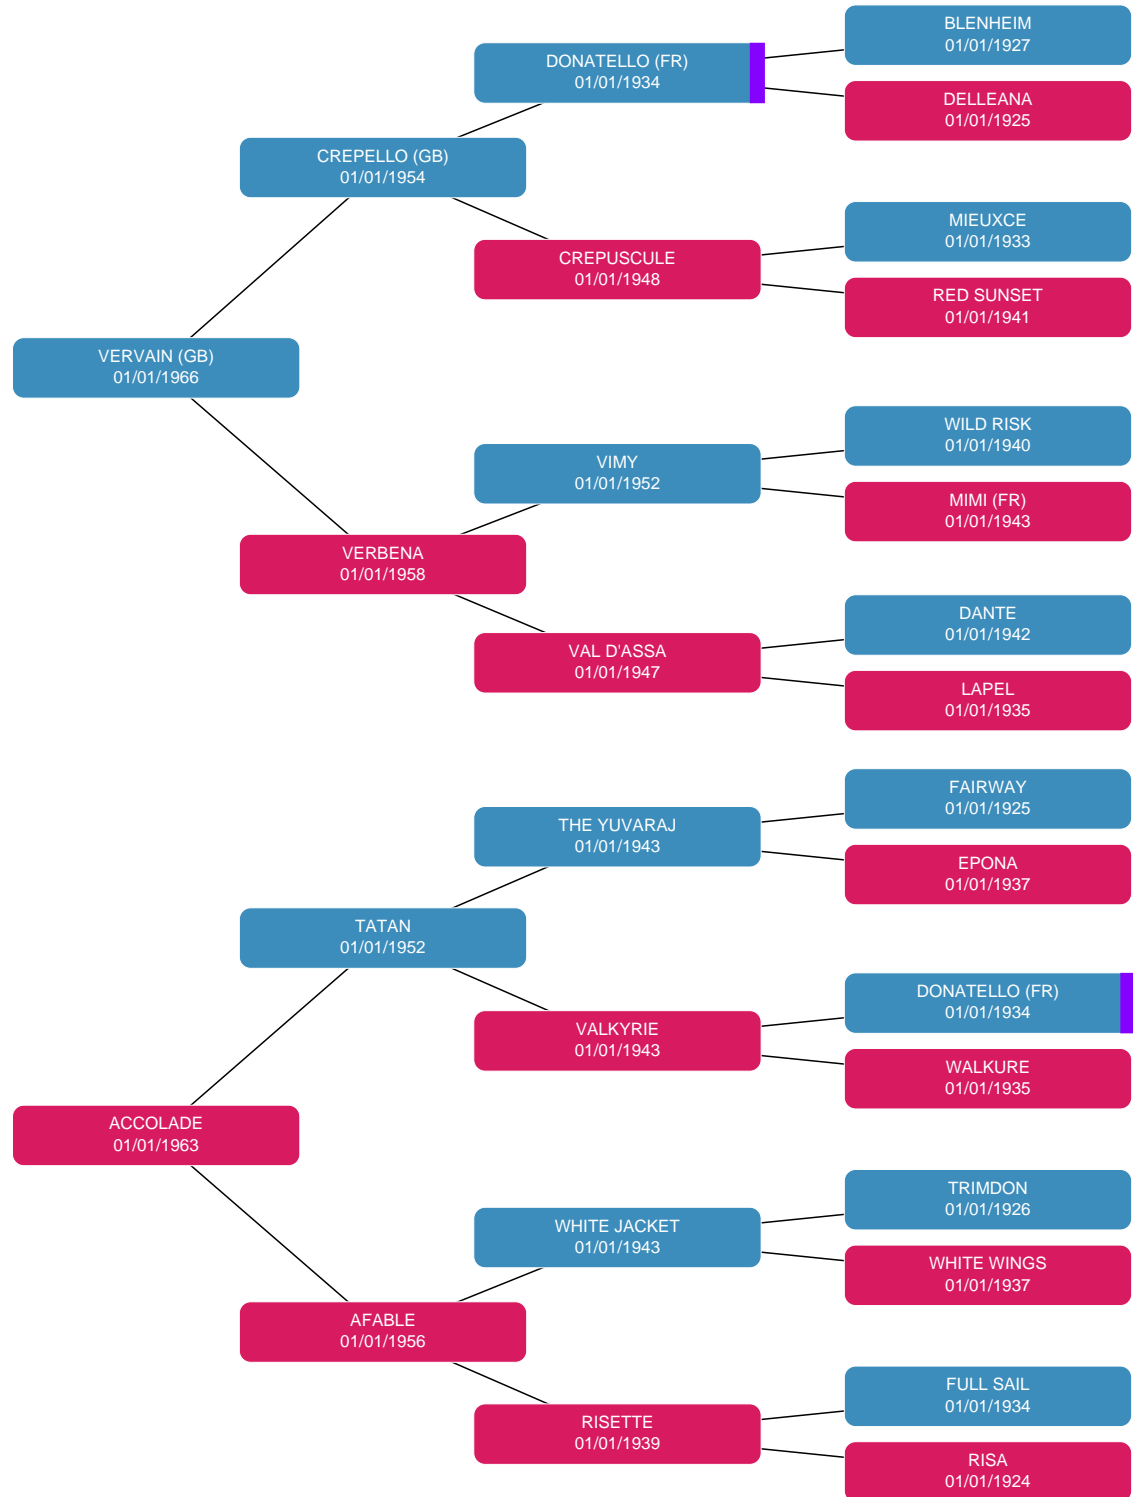 BLENHEIM
01/01/1927
DONATELLO (FR)
01/01/1934
DELLEANA
01/01/1925
CREPELLO (GB)
01/01/1954
MIEUXCE
01/01/1933
CREPUSCULE
01/01/1948
RED SUNSET
01/01/1941
VERVAIN (GB)
01/01/1966
WILD RISK
01/01/1940
VIMY
01/01/1952
MIMI (FR)
01/01/1943
VERBENA
01/01/1958
DANTE
01/01/1942
VAL D'ASSA
01/01/1947
LAPEL
01/01/1935
FAIRWAY
01/01/1925
THE YUVARAJ
01/01/1943
EPONA
01/01/1937
TATAN
01/01/1952
DONATELLO (FR)
01/01/1934
VALKYRIE
01/01/1943
WALKURE
01/01/1935
ACCOLADE
01/01/1963
TRIMDON
01/01/1926
WHITE JACKET
01/01/1943
WHITE WINGS
01/01/1937
AFABLE
01/01/1956
FULL SAIL
01/01/1934
RISETTE
01/01/1939
RISA
01/01/1924